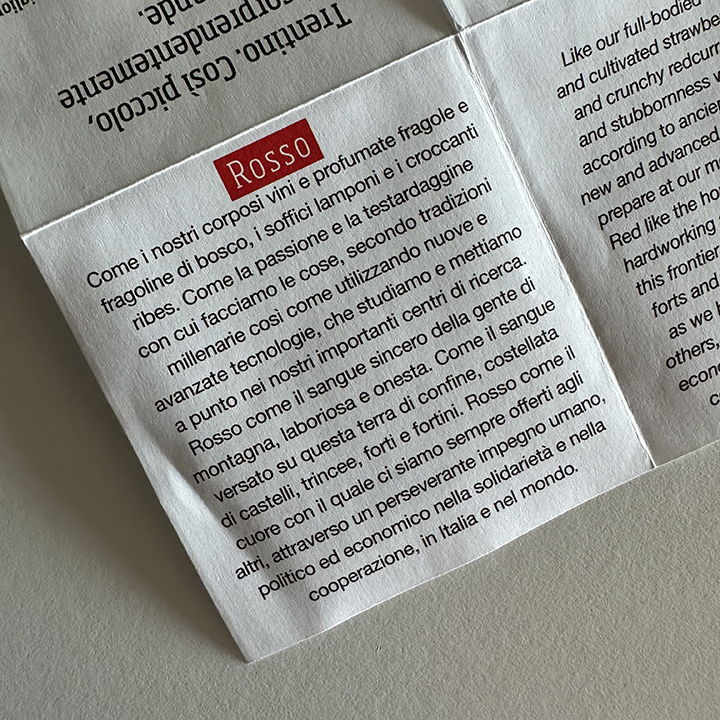 Trentino. Così piccolo,
sorprendentemente
Rosso
Come i nostri corposi vini e profumate fragole e
fragoline di bosco, i soffici lamponi e i croccanti
ribes. Come la passione e la testardaggine
con cui facciamo le cose, secondo tradizioni
millenarie così come utilizzando nuove e
avanzate tecnologie, che studiamo e mettiamo
a punto nei nostri importanti centri di ricerca.
Rosso come il sangue sincero della gente di
montagna, laboriosa e onesta. Come il sangue
versato su questa terra di confine, costellata
di castelli, trincee, forti e fortini. Rosso come il
cuore con il quale ci siamo sempre offerti agli
altri, attraverso un perseverante impegno umano,
politico ed economico nella solidarietà e nella
cooperazione, in Italia e nel mondo.
Like our full-bodied
and cultivated
and crunchy
and stubbornness
according to
new and advanced
prepare at our
Red like the
hardworking
this frontier
forts and
as we
others,